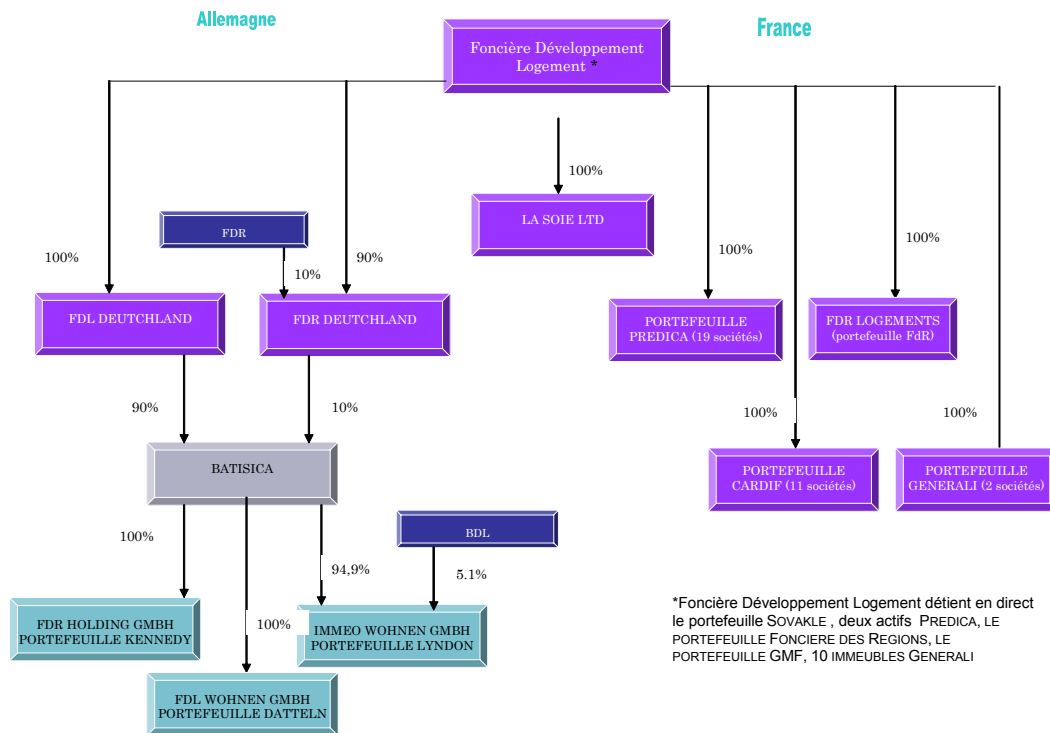 Allemagne
France
Foncière Développement
Logement *
100%
LA SOIE LTD
FDR
100%
10%
90%
100%
100%
FDL DEUTCHLAND
FDR DEUTCHLAND
PORTEFEUILLE
PREDICA (19 sociétés)
FDR LOGEMENTS
(portefeuille FdR)
90%
10%
100%
100%
BATISICA
PORTEFEUILLE
CARDIF (11 sociétés)
PORTEFEUILLE
GENERALI (2 sociétés)
100%
BDL
94,9%
5.1%
100%
FDR HOLDING GMBH
PORTEFEUILLE KENNEDY
IMMEO WOHNEN GMBH
PORTEFEUILLE LYNDON
FDL WOHNEN GMBH
PORTEFEUILLE DATTELN
*Foncière Développement Logement détient en direct
le portefeuille SOVAKLE , deux actifs PREDICA, LE
PORTEFEUILLE FONCIERE DES REGIONS, LE
PORTEFEUILLE GMF, 10 IMMEUBLES GENERALI